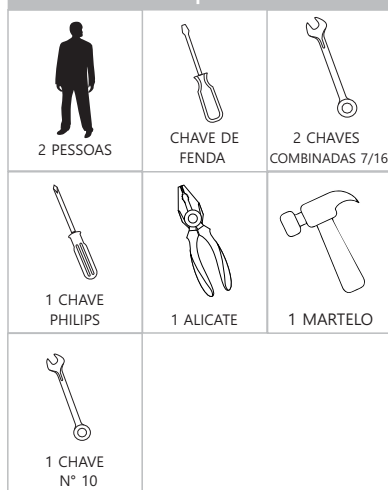 2 PESSOAS
CHAVE DE
FENDA
2 CHAVES
COMBINADAS 7/16
1 CHAVE
PHILIPS
1 ALICATE
1 MARTELO
1 CHAVE
N° 10